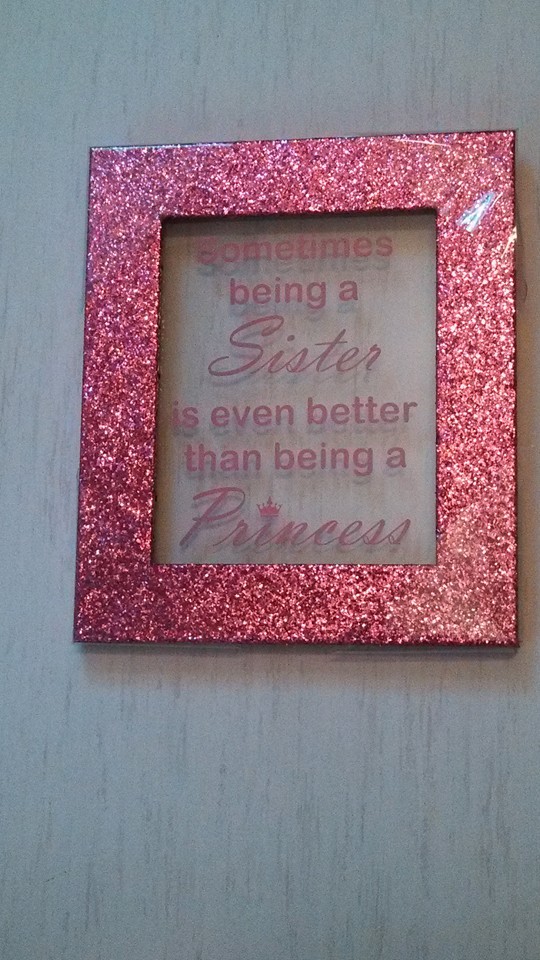 Sometimes
being a
Sister
is even better
than being a
Princess